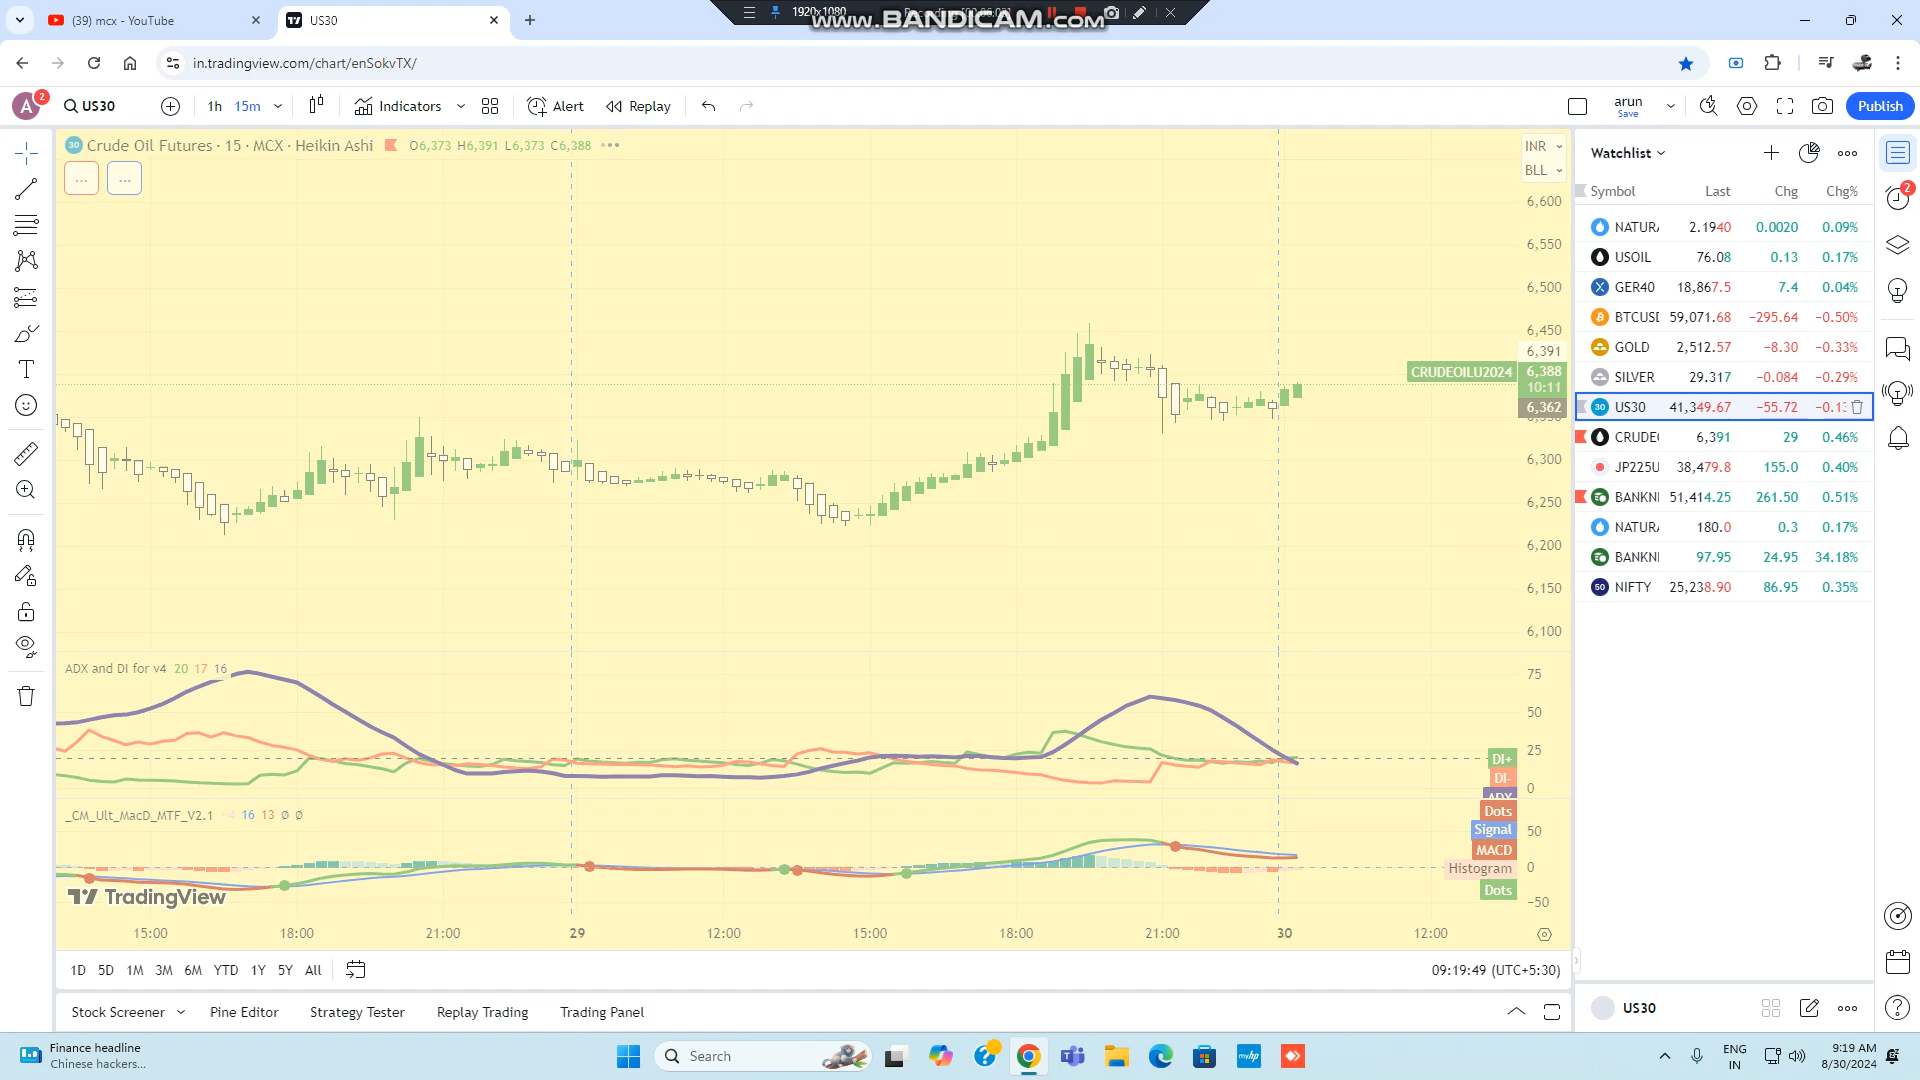 (39) mcx - YouTube
US30
1920x1080
www.BANDICAM.com
in.tradingview.com/chart/enSokvTX/
A
2
US30
1h
15m
Indicators
Alert
Replay
arun
Save
Publish
30
Crude Oil Futures · 15 · MCX · Heikin Ashi
O6,373 H6,391 L6,373 C6,388
INR
BLL
6,600
6,550
6,500
6,450
6,391
CRUDEOILU2024
6,388
10:11
6,362
6,300
6,250
6,200
6,150
6,100
ADX and DI for v4 20 17 16
75
50
25
0
DI+
DI-
ADX
_CM_Ult_MacD_MTF_V2.1 -4 16 13 Ø Ø
Dots
Signal
MACD
Histogram
Dots
50
0
−50
TradingView
15:00
18:00
21:00
29
12:00
15:00
18:00
21:00
30
12:00
1D 5D 1M 3M 6M YTD 1Y 5Y All
09:19:49 (UTC+5:30)
Stock Screener
Pine Editor
Strategy Tester
Replay Trading
Trading Panel
Watchlist
2
Symbol Last Chg Chg%
NATUR 2.1940 0.0020 0.09%
USOIL 76.08 0.13 0.17%
GER40 18,867.5 7.4 0.04%
BTCUSD 59,071.68 −295.64 −0.50%
GOLD 2,512.57 −8.30 −0.33%
SILVER 29.317 −0.084 −0.29%
30 US30 41,349.67 −55.72 −0.13
CRUDE 6,391 29 0.46%
JP225U 38,479.8 155.0 0.40%
BANKNI 51,414.25 261.50 0.51%
NATUR 180.0 0.3 0.17%
BANKNI 97.95 24.95 34.18%
50 NIFTY 25,238.90 86.95 0.35%
US30
Finance headline
Chinese hackers...
Search
myhp
ENG
IN
9:19 AM
8/30/2024